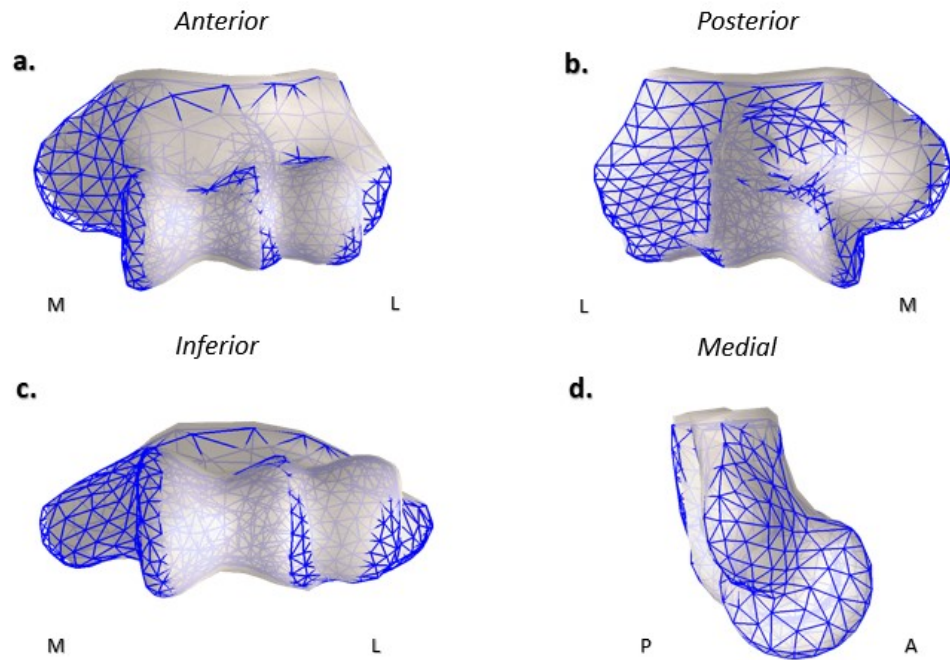 Anterior
Posterior
a.
b.
M
L
L
M
Inferior
Medial
c.
d.
M
L
P
A